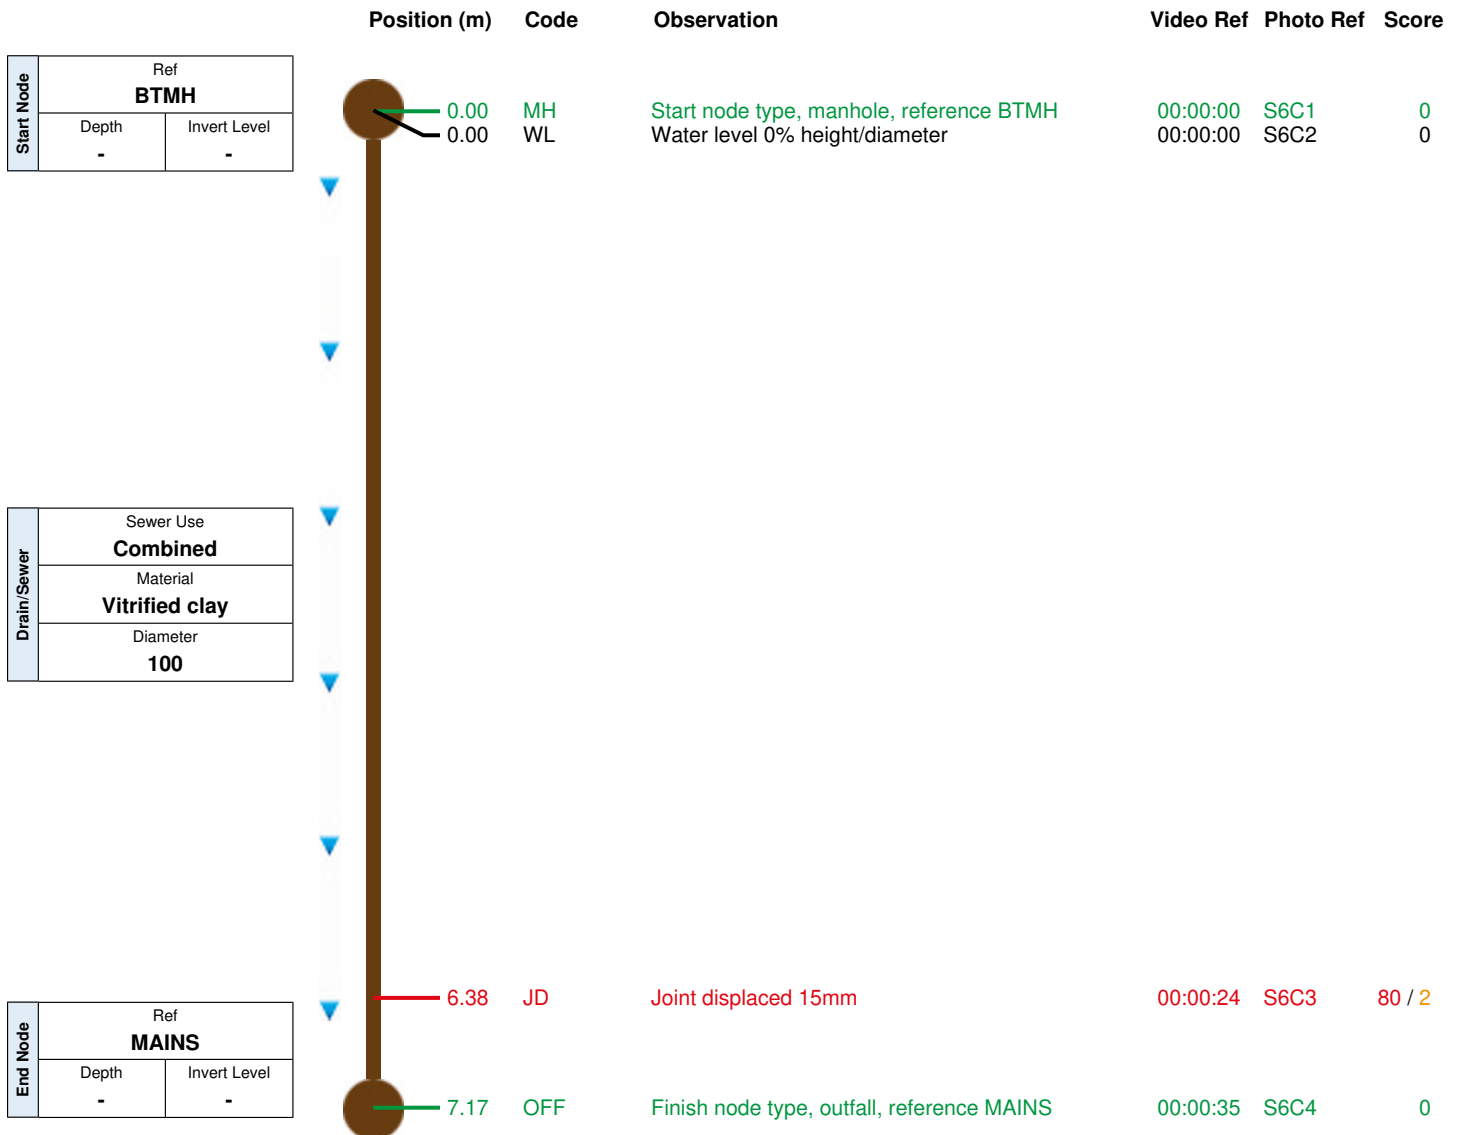 Position (m) Code Observation Video Ref Photo Ref Score
Start Node
Ref
BTMH
Depth Invert Level
- -
0.00 MH Start node type, manhole, reference BTMH 00:00:00 S6C1 0
0.00 WL Water level 0% height/diameter 00:00:00 S6C2 0
Drain/Sewer
Sewer Use
Combined
Material
Vitrified clay
Diameter
100
6.38 JD Joint displaced 15mm 00:00:24 S6C3 80 / 2
End Node
Ref
MAINS
Depth Invert Level
- -
7.17 OFF Finish node type, outfall, reference MAINS 00:00:35 S6C4 0